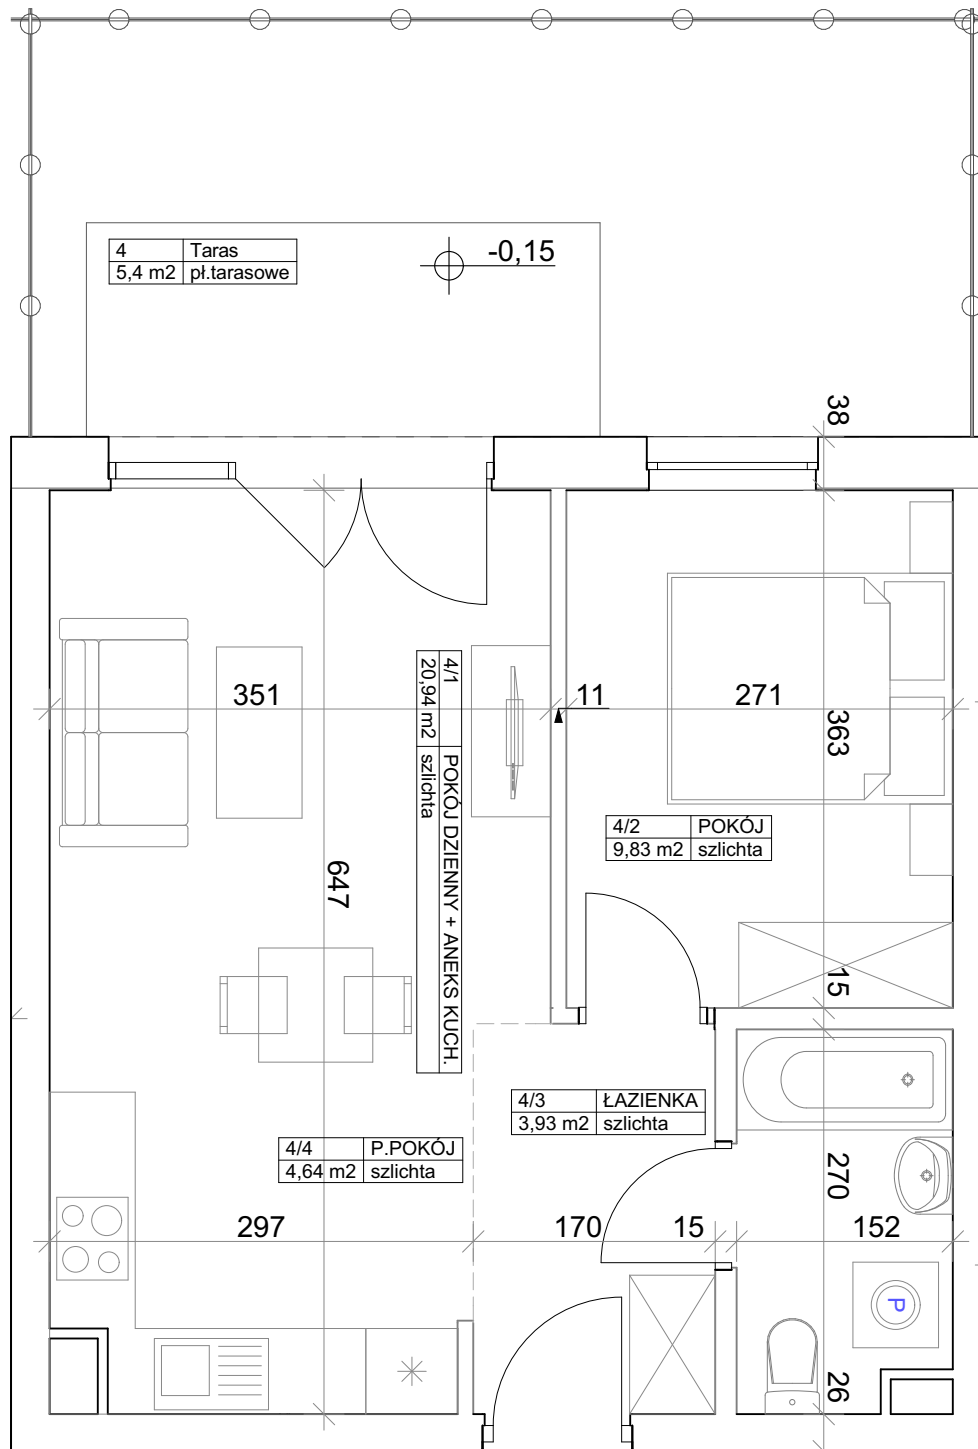 4 Taras
5,4 m2 pł.tarasowe
-0,15
38
351
11
271
363
4/1 POKÓJ DZIENNY + ANEKS KUCH.
20,94 m2 szlichta
4/2 POKÓJ
9,83 m2 szlichta
647
15
4/3 ŁAZIENKA
3,93 m2 szlichta
4/4 P.POKÓJ
4,64 m2 szlichta
270
297
170
15
152
P
26